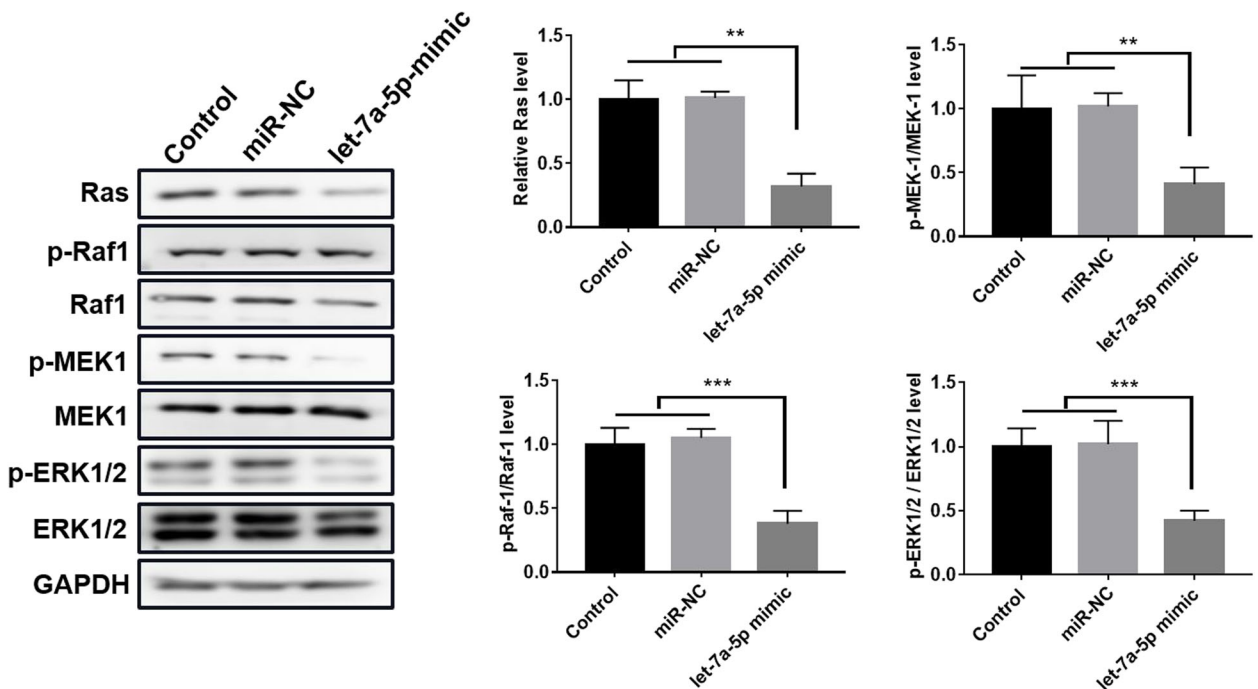 Control
miR-NC
let-7a-5p-mimic
Ras
p-Raf1
Raf1
p-MEK1
MEK1
p-ERK1/2
ERK1/2
GAPDH
Relative Ras level
1.5
1.0
0.5
0.0
**
Control
miR-NC
let-7a-5p mimic
p-MEK-1/MEK-1 level
1.5
1.0
0.5
0.0
**
Control
miR-NC
let-7a-5p mimic
p-Raf-1/Raf-1 level
1.5
1.0
0.5
0.0
***
Control
miR-NC
let-7a-5p mimic
p-ERK1/2 / ERK1/2 level
1.5
1.0
0.5
0.0
***
Control
miR-NC
let-7a-5p mimic